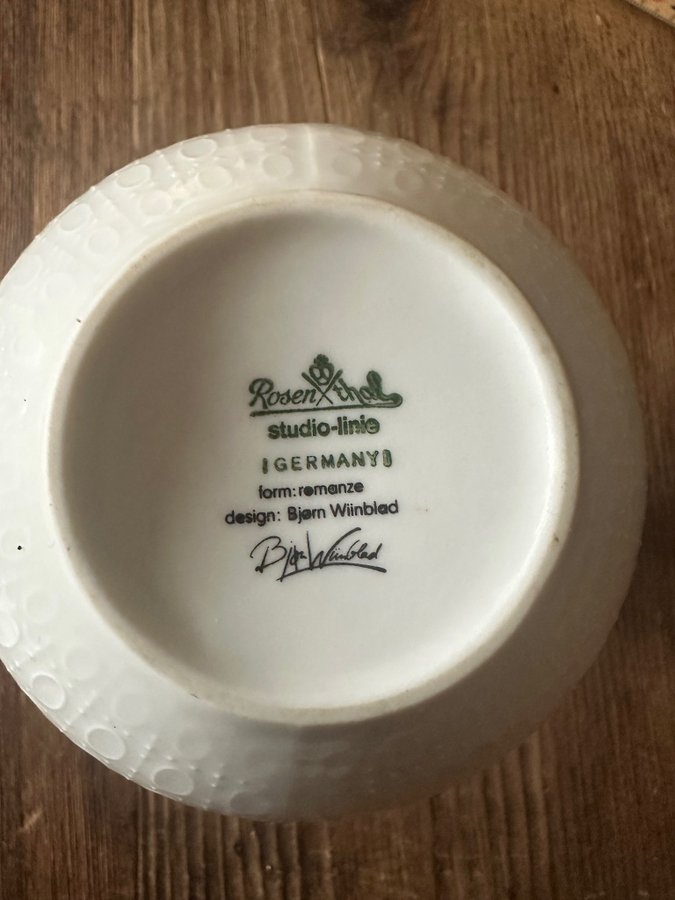 Rosenthal
studio-linie
GERMANY
form: romanze
design: Bjørn Wiinblad
Bjørn Wiinblad